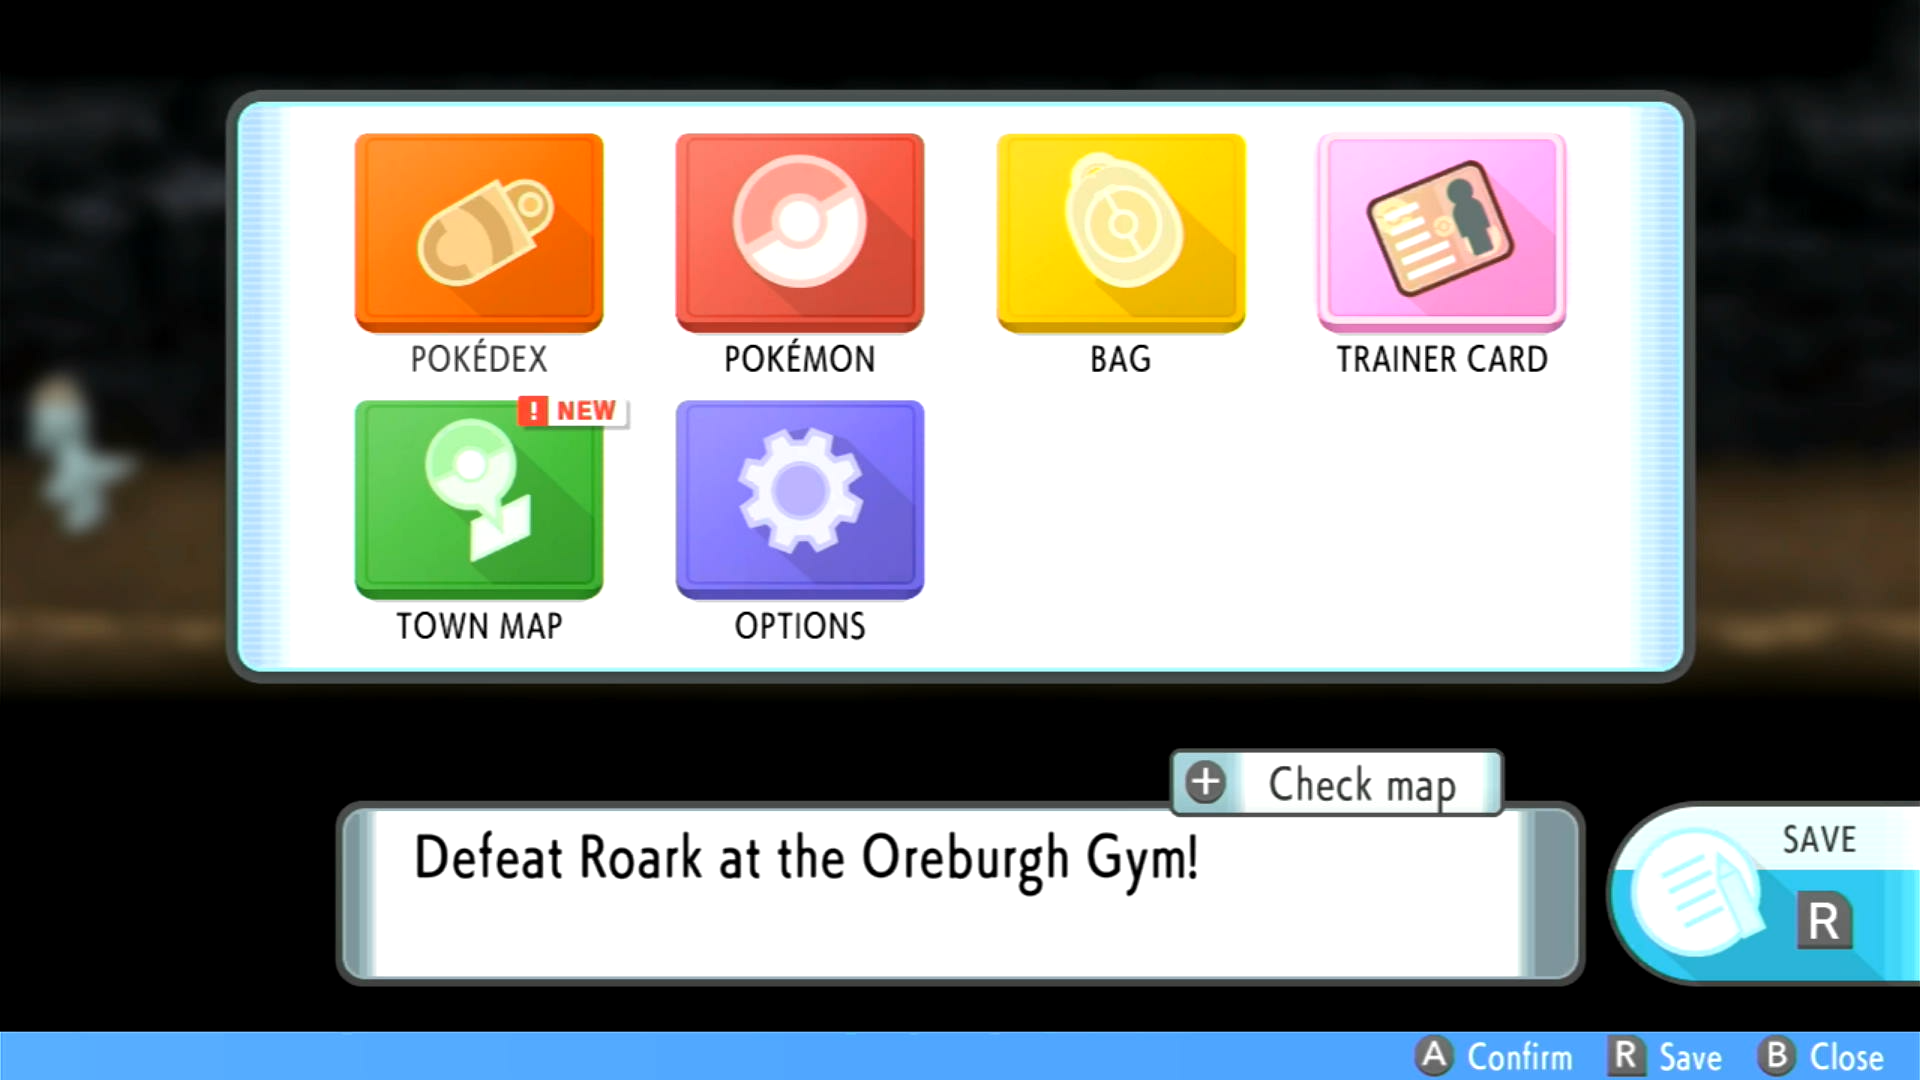 POKÉDEX
POKÉMON
BAG
TRAINER CARD
! NEW
TOWN MAP
OPTIONS
+ Check map
Defeat Roark at the Oreburgh Gym!
SAVE
R
A Confirm R Save B Close